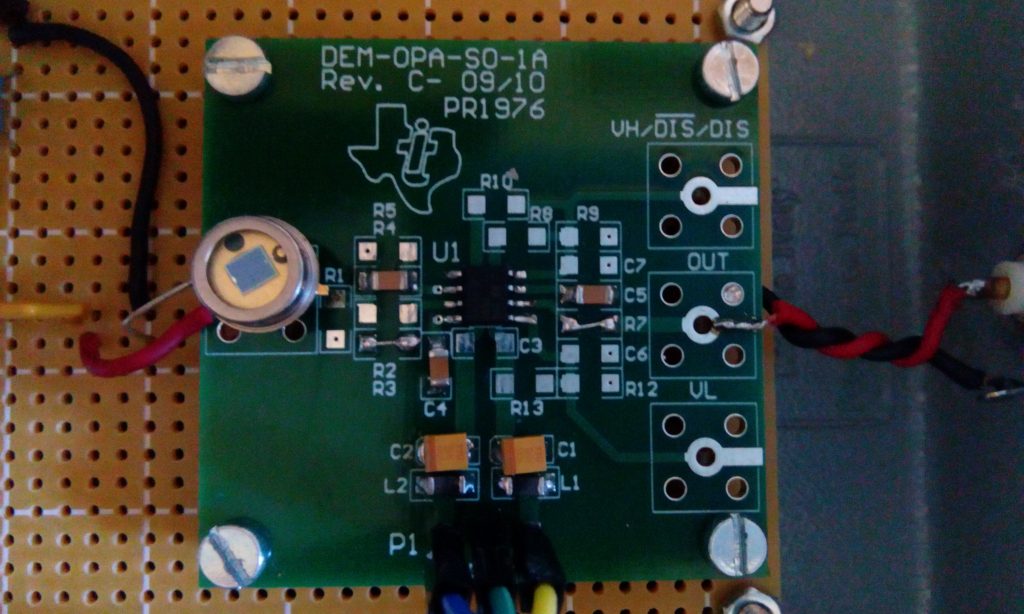 DEM-OPA-SO-1A
Rev. C- 09/10
PR1976
VH/DIS/DIS
R10
R5
R4
R8
R9
U1
OUT
R1
C7
C5
R7
C3
C6
R2
R3
R12
C4
R13
VL
C2
C1
L2
L1
P1